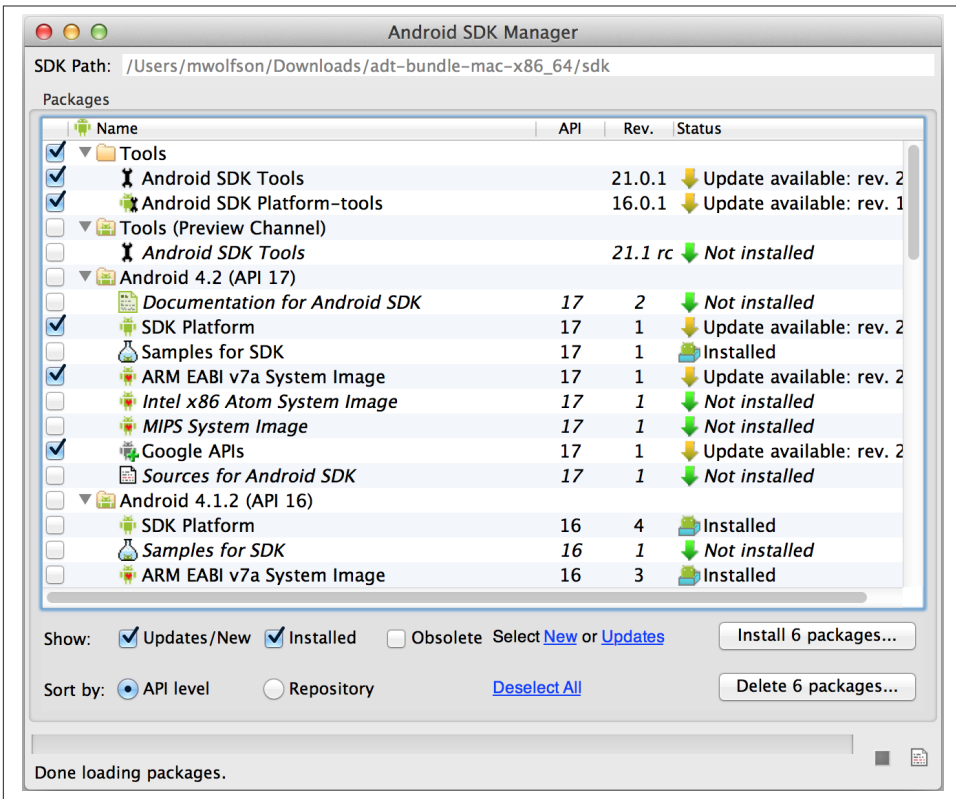 Android SDK Manager
SDK Path: /Users/mwolfson/Downloads/adt-bundle-mac-x86_64/sdk
Packages
Name API Rev. Status
Tools
Android SDK Tools 21.0.1 Update available: rev. 2
Android SDK Platform-tools 16.0.1 Update available: rev. 1
Tools (Preview Channel)
Android SDK Tools 21.1 rc Not installed
Android 4.2 (API 17)
Documentation for Android SDK 17 2 Not installed
SDK Platform 17 1 Update available: rev. 2
Samples for SDK 17 1 Installed
ARM EABI v7a System Image 17 1 Update available: rev. 2
Intel x86 Atom System Image 17 1 Not installed
MIPS System Image 17 1 Not installed
Google APIs 17 1 Update available: rev. 2
Sources for Android SDK 17 1 Not installed
Android 4.1.2 (API 16)
SDK Platform 16 4 Installed
Samples for SDK 16 1 Not installed
ARM EABI v7a System Image 16 3 Installed
Show: Updates/New Installed Obsolete Select New or Updates Install 6 packages...
Sort by: API level Repository Deselect All Delete 6 packages...
Done loading packages.